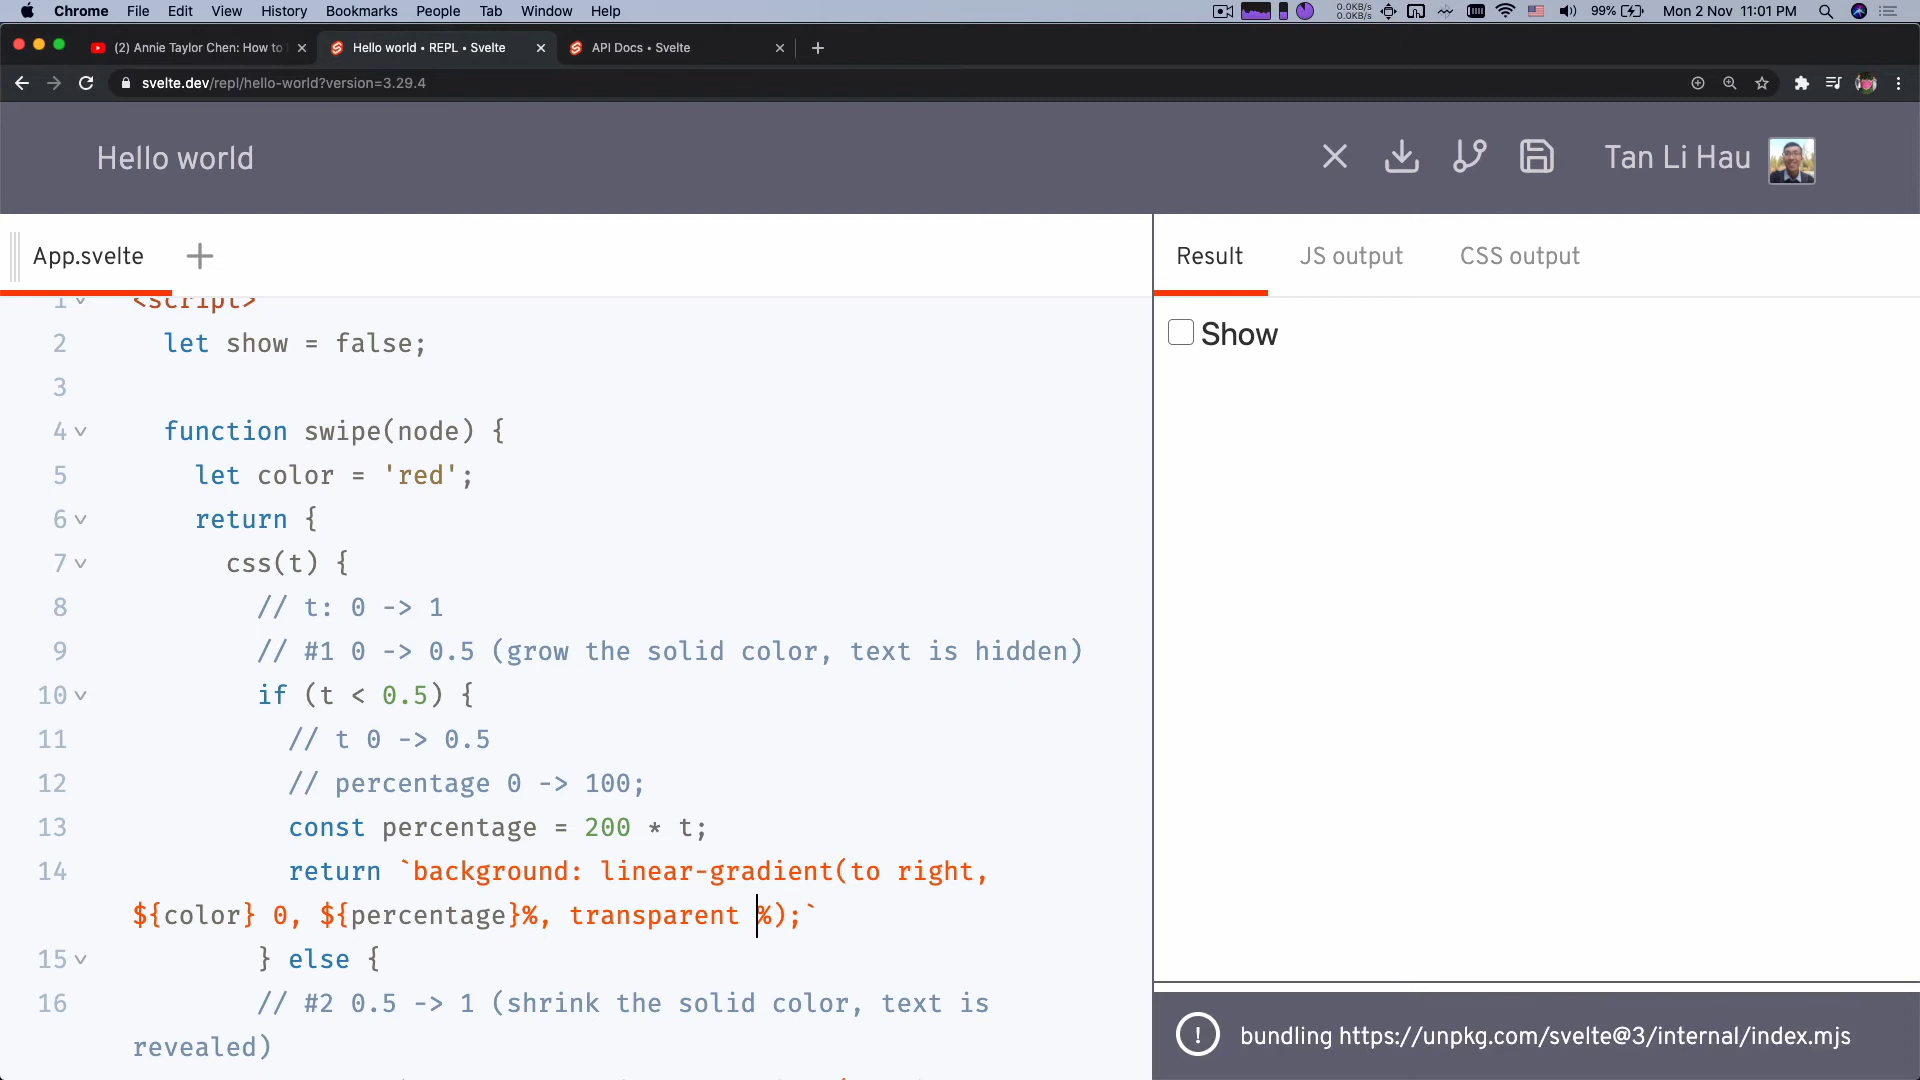 Chrome File Edit View History Bookmarks People Tab Window Help 0.0KB/s 0.0KB/s 99% Mon 2 Nov 11:01 PM
(2) Annie Taylor Chen: How to
Hello world • REPL • Svelte
API Docs • Svelte
svelte.dev/repl/hello-world?version=3.29.4
Hello world
Tan Li Hau
App.svelte
Result JS output CSS output
1 <script>
2 let show = false;
3
4 function swipe(node) {
5 let color = 'red';
6 return {
7 css(t) {
8 // t: 0 -> 1
9 // #1 0 -> 0.5 (grow the solid color, text is hidden)
10 if (t < 0.5) {
11 // t 0 -> 0.5
12 // percentage 0 -> 100;
13 const percentage = 200 * t;
14 return `background: linear-gradient(to right,
${color} 0, ${percentage}%, transparent %);`
15 } else {
16 // #2 0.5 -> 1 (shrink the solid color, text is
revealed)
Show
! bundling https://unpkg.com/svelte@3/internal/index.mjs